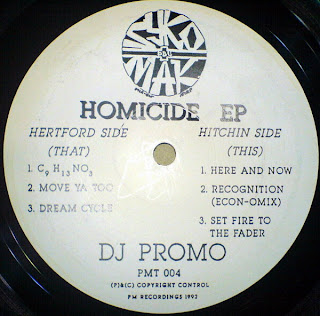 HOMICIDE EP
HERTFORD SIDE
(THAT)
1. C9 H13 NO3
2. MOVE YA TOO
3. DREAM CYCLE
HITCHIN SIDE
(THIS)
1. HERE AND NOW
2. RECOGNITION
(ECON-OMIX)
3. SET FIRE TO
THE FADER
DJ PROMO
PMT 004
(P)&(C) COPYRIGHT CONTROL
PM RECORDINGS 1992